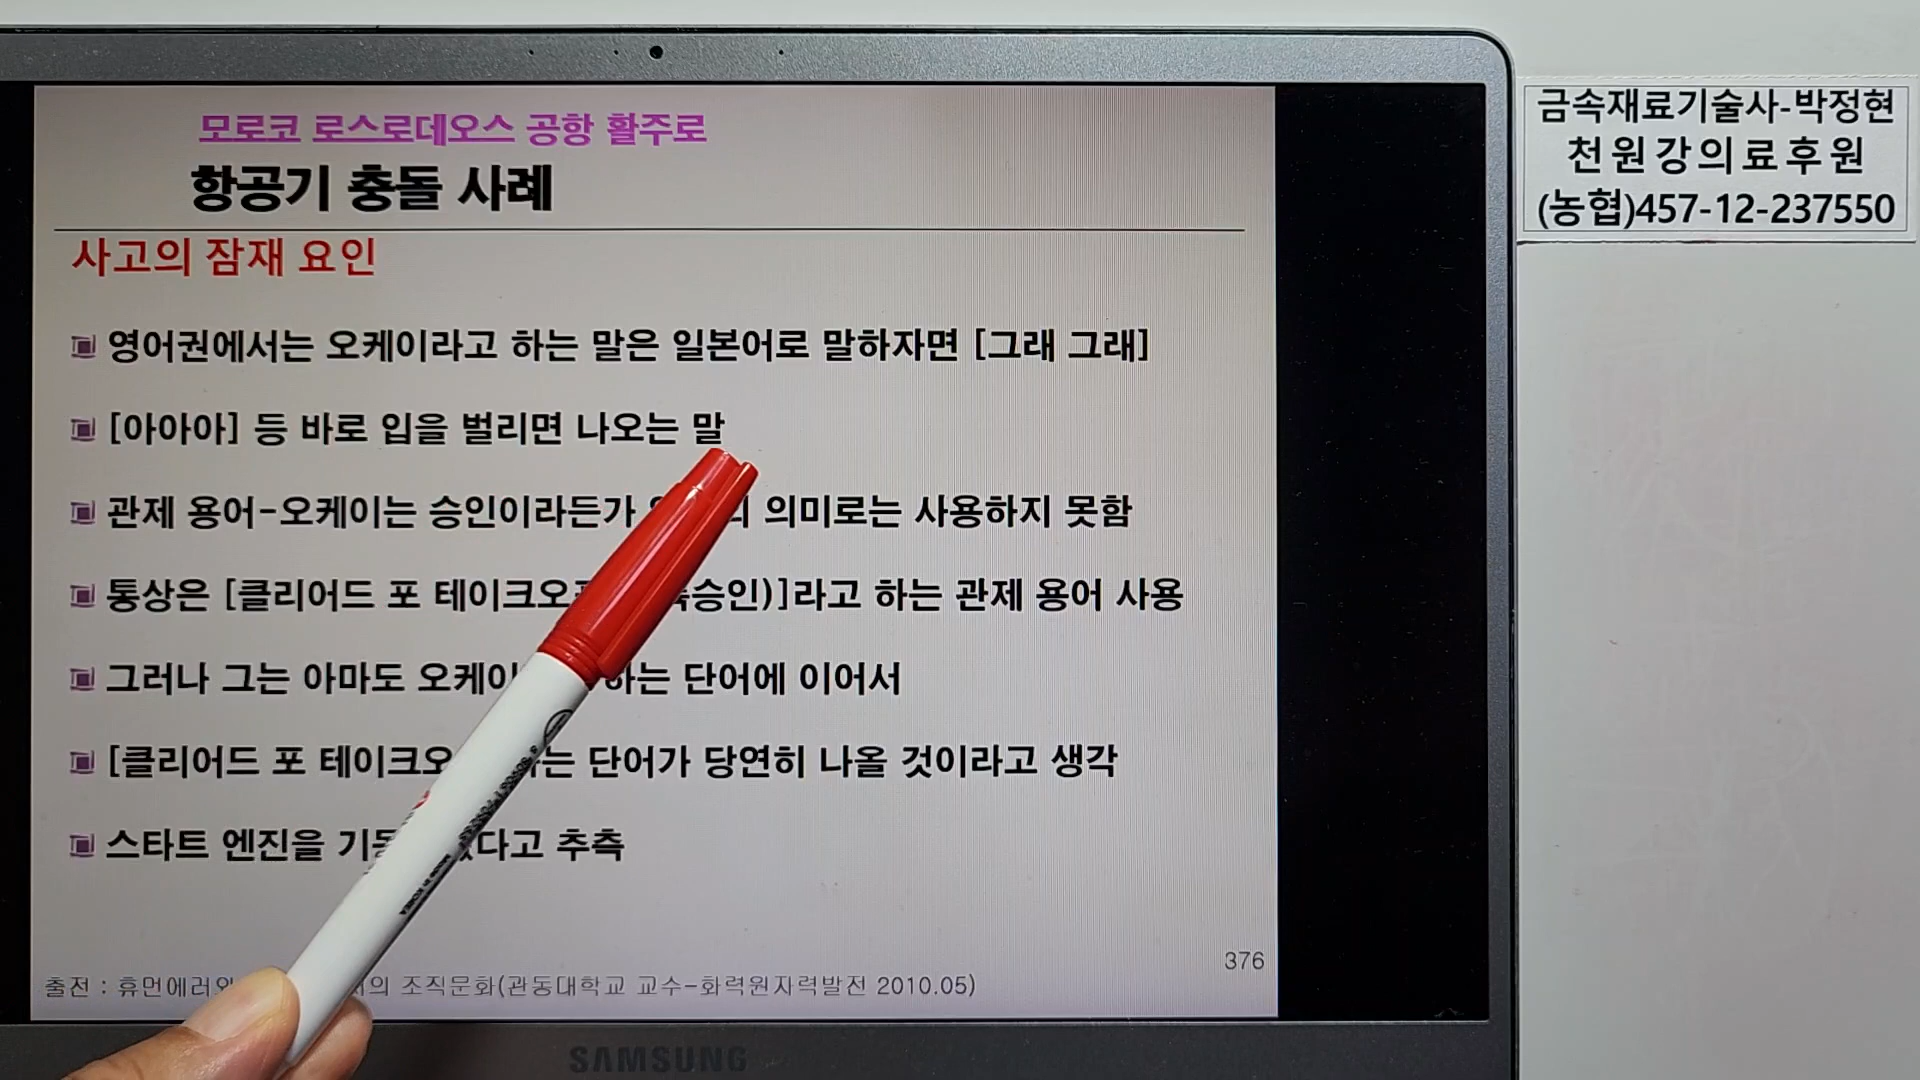 모로코 로스로데오스 공항 활주로
항공기 충돌 사례
사고의 잠재 요인
영어권에서는 오케이라고 하는 말은 일본어로 말하자면 [그래 그래]
[아아아] 등 바로 입을 벌리면 나오는 말
관제 용어-오케이는 승인이라든가 의미로는 사용하지 못함
통상은 [클리어드 포 테이크오 승인)]라고 하는 관제 용어 사용
그러나 그는 아마도 오케이 하는 단어에 이어서
[클리어드 포 테이크오 는 단어가 당연히 나올 것이라고 생각
스타트 엔진을 다고 추측
376
출전 : 휴먼에러와 의 조직문화(관동대학교 교수-화력원자력발전 2010.05)
SAMSUNG
금속재료기술사-박정현
천원강의료후원
(농협)457-12-237550